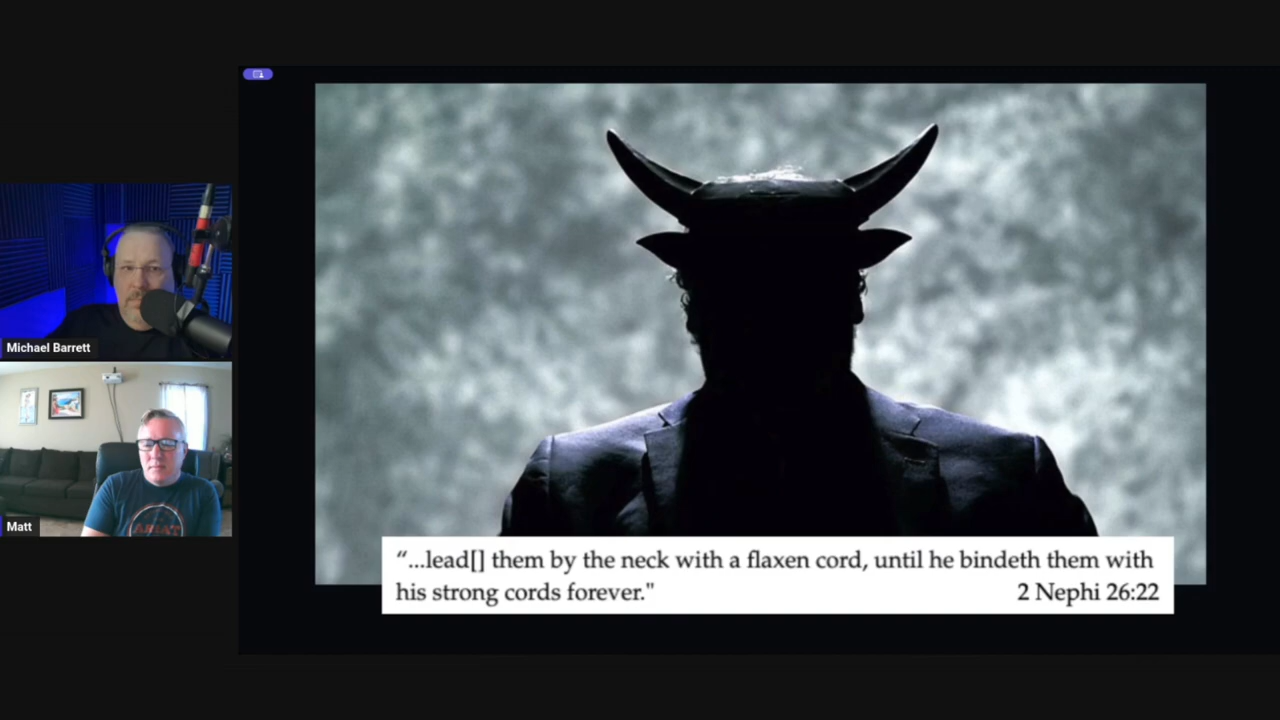 Michael Barrett
Matt
ARIAT
“...lead[] them by the neck with a flaxen cord, until he bindeth them with
his strong cords forever."
2 Nephi 26:22